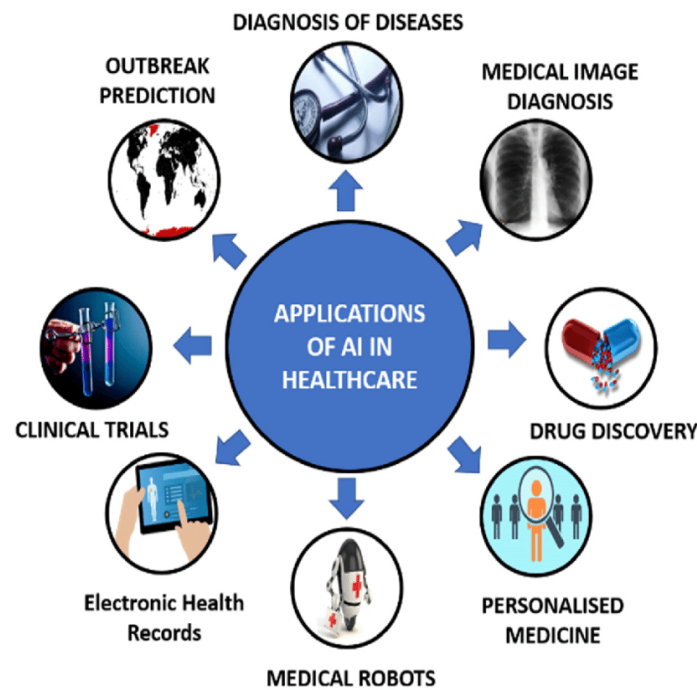 DIAGNOSIS OF DISEASES
OUTBREAK
PREDICTION
MEDICAL IMAGE
DIAGNOSIS
APPLICATIONS
OF AI IN
HEALTHCARE
CLINICAL TRIALS
DRUG DISCOVERY
Electronic Health
Records
PERSONALISED
MEDICINE
MEDICAL ROBOTS